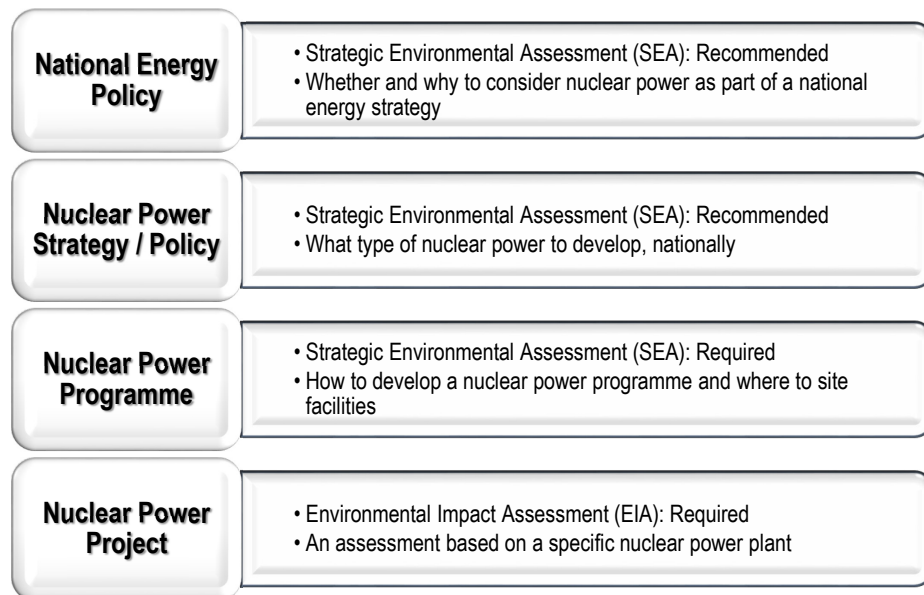 National Energy
Policy
• Strategic Environmental Assessment (SEA): Recommended
• Whether and why to consider nuclear power as part of a national
energy strategy
Nuclear Power
Strategy / Policy
• Strategic Environmental Assessment (SEA): Recommended
• What type of nuclear power to develop, nationally
Nuclear Power
Programme
• Strategic Environmental Assessment (SEA): Required
• How to develop a nuclear power programme and where to site
facilities
Nuclear Power
Project
• Environmental Impact Assessment (EIA): Required
• An assessment based on a specific nuclear power plant